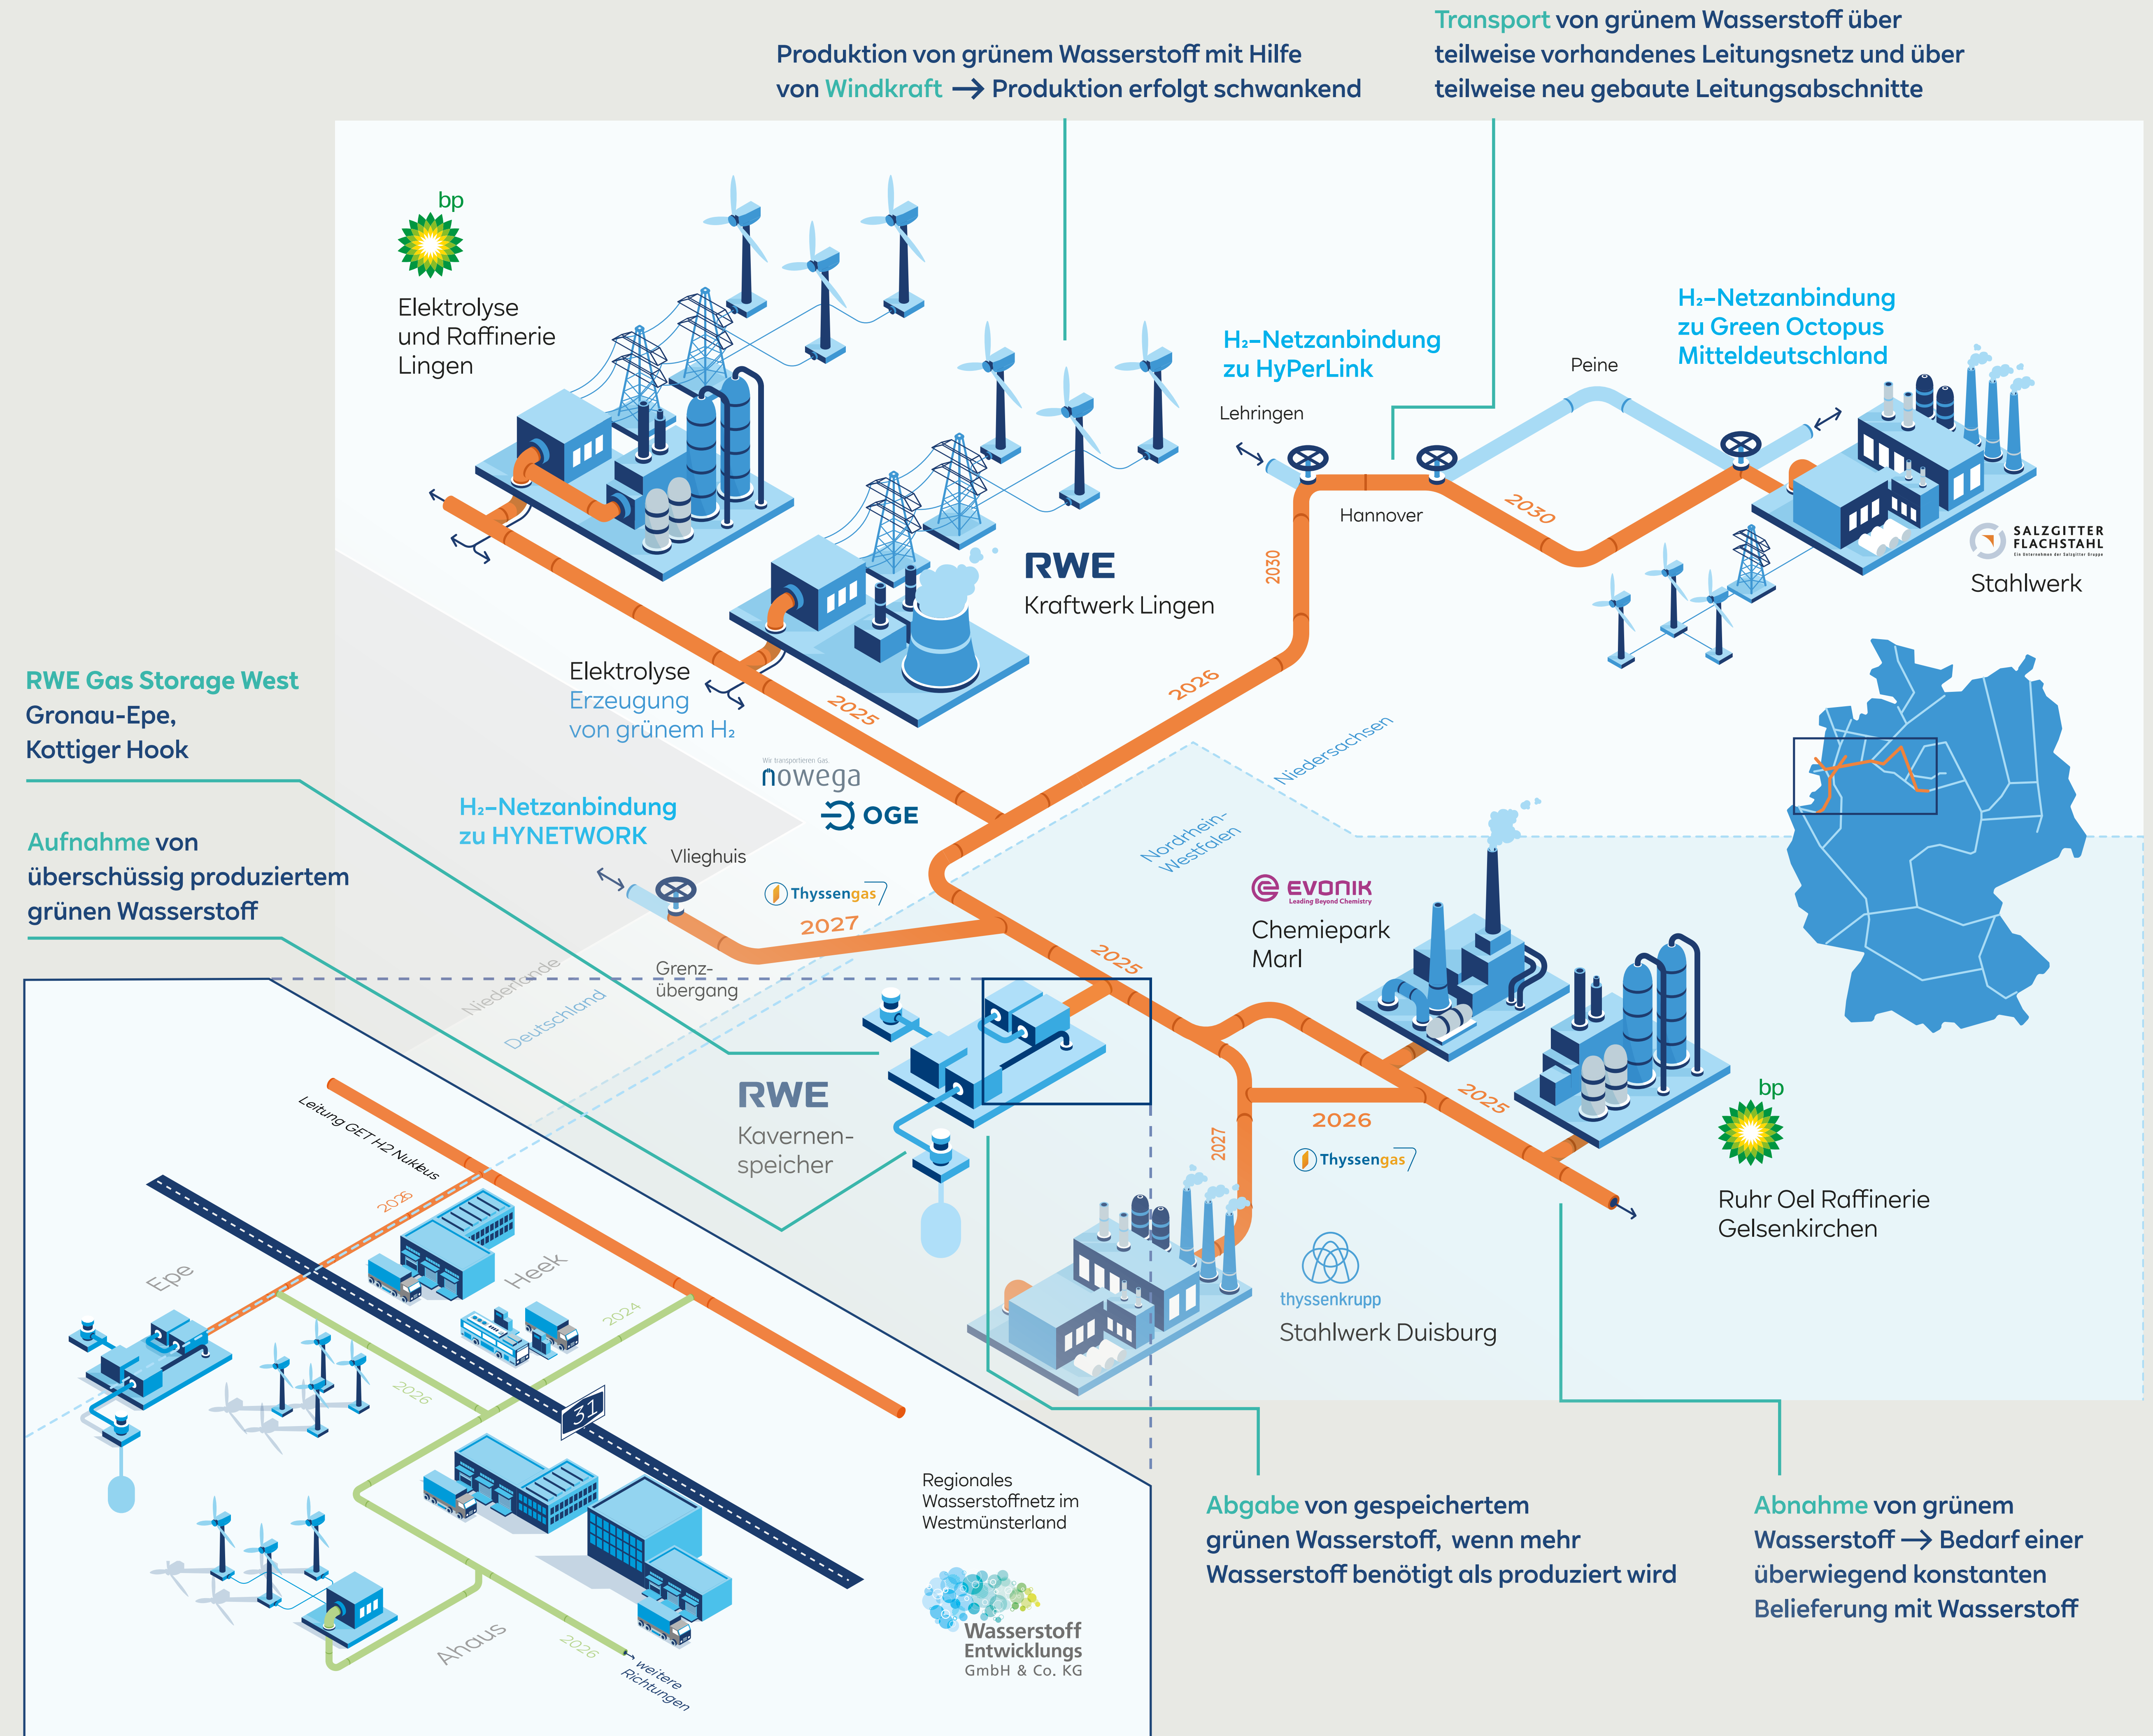 Produktion von grünem Wasserstoff mit Hilfe
von Windkraft → Produktion erfolgt schwankend
Transport von grünem Wasserstoff über
teilweise vorhandenes Leitungsnetz und über
teilweise neu gebaute Leitungsabschnitte
bp
Elektrolyse
und Raffinerie
Lingen
H₂–Netzanbindung
zu HyPerLink
Lehringen
Hannover
Peine
H₂–Netzanbindung
zu Green Octopus
Mitteldeutschland
2030
2030
SALZGITTER
FLACHSTAHL
Ein Unternehmen der Salzgitter Gruppe
Stahlwerk
RWE
Kraftwerk Lingen
Elektrolyse
Erzeugung
von grünem H₂
2025
2026
RWE Gas Storage West
Gronau-Epe,
Kottiger Hook
Wir transportieren Gas.
nowega
OGE
Niedersachsen
Nordrhein-
Westfalen
H₂–Netzanbindung
zu HYNETWORK
Vlieghuis
Thyssengas
2027
Grenz-
übergang
Niederlande
Deutschland
Aufnahme von
überschüssig produziertem
grünen Wasserstoff
2025
EVONIK
Leading Beyond Chemistry
Chemiepark
Marl
RWE
Kavernen-
speicher
2025
2026
2027
Thyssengas
bp
Ruhr Oel Raffinerie
Gelsenkirchen
thyssenkrupp
Stahlwerk Duisburg
Leitung GET H2 Nukleus
2026
Epe
Heek
2024
2026
31
Ahaus
2026
weitere
Richtungen
Regionales
Wasserstoffnetz im
Westmünsterland
Wasserstoff
Entwicklungs
GmbH & Co. KG
Abgabe von gespeichertem
grünen Wasserstoff, wenn mehr
Wasserstoff benötigt als produziert wird
Abnahme von grünem
Wasserstoff → Bedarf einer
überwiegend konstanten
Belieferung mit Wasserstoff